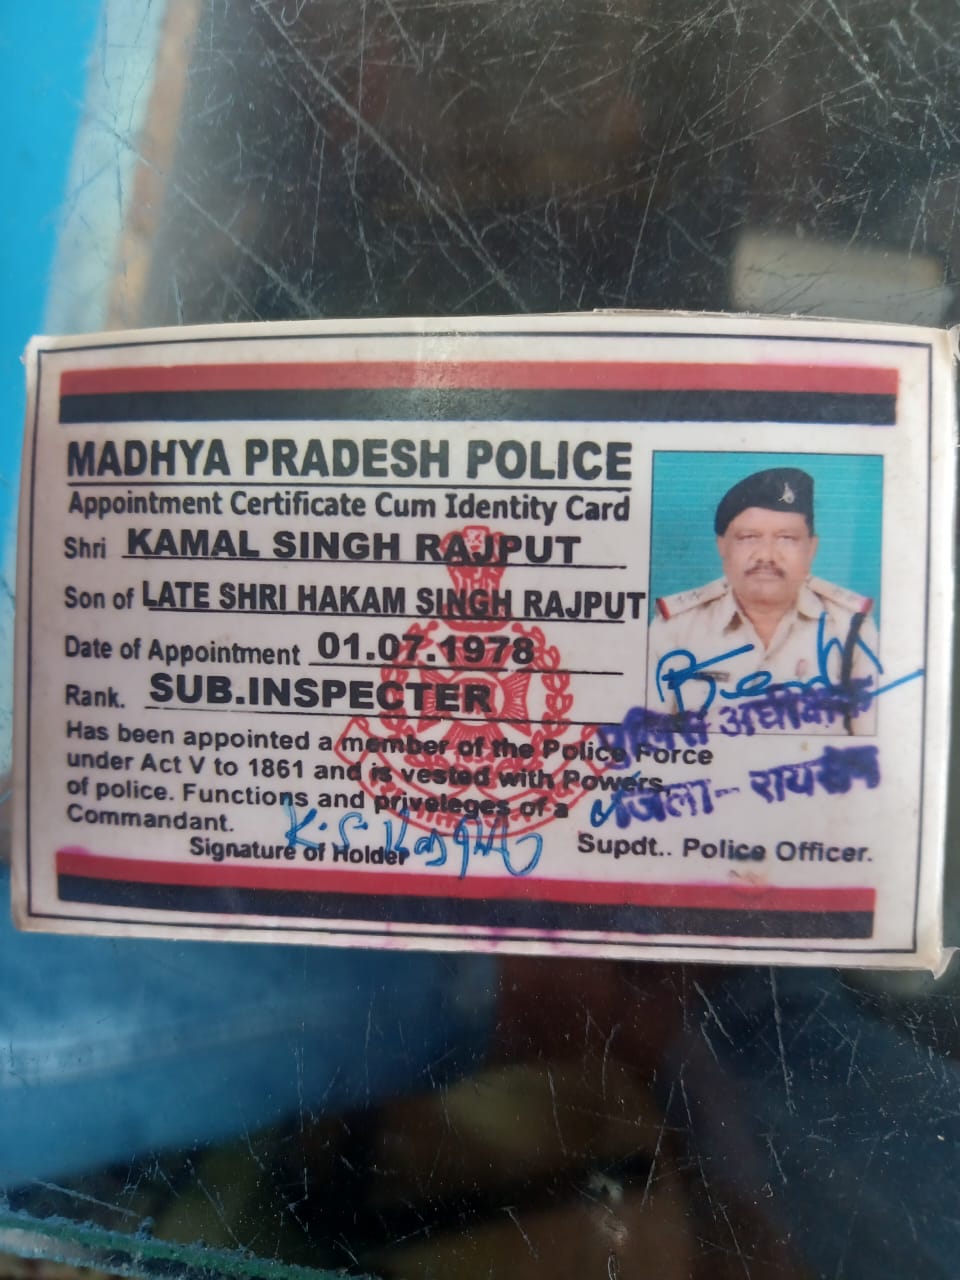 MADHYA PRADESH POLICE
Appointment Certificate Cum Identity Card
Shri KAMAL SINGH RAJPUT
Son of LATE SHRI HAKAM SINGH RAJPUT
Date of Appointment 01.07.1978
Rank. SUB.INSPECTER
Has been appointed a member of the Police Force
under Act V to 1861 and is vested with Powers.
of police. Functions and priveleges of a
Commandant.
पुलिस अधीक्षक
जिला-- रायसेन
Signature of Holder
Supdt.. Police Officer.